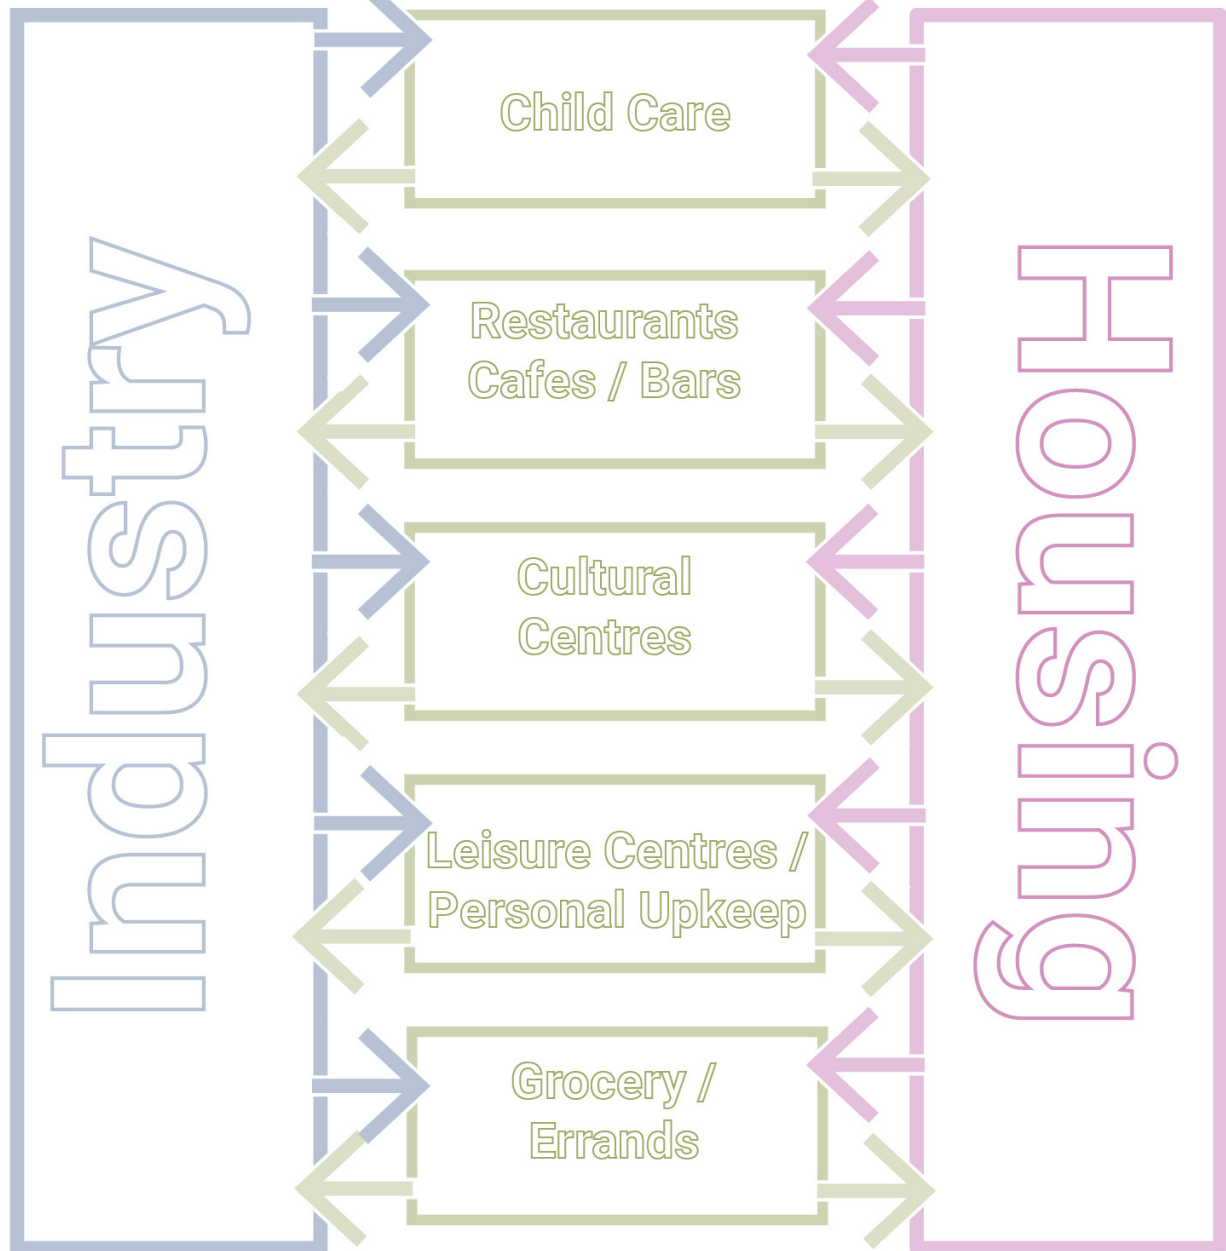 Industry
Child Care
Restaurants
Cafes / Bars
Cultural
Centres
Leisure Centres /
Personal Upkeep
Grocery /
Errands
Housing